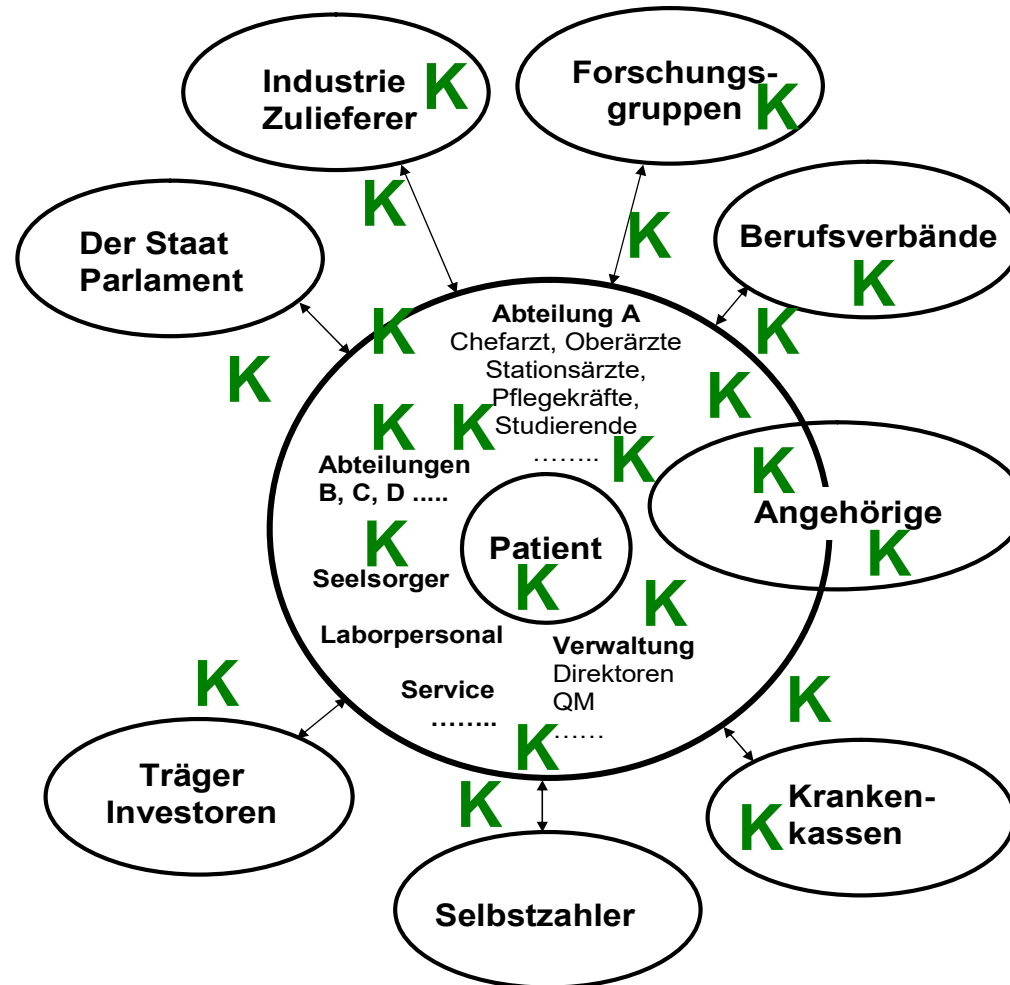 Industrie
Zulieferer
K
Forschungs-
gruppen
K
K
K
Der Staat
Parlament
Berufsverbände
K
K
K
K
Abteilung A
Chefarzt, Oberärzte
Stationsärzte,
Pflegekräfte,
Studierende
........
K
K
K
K
Abteilungen
B, C, D .....
K
Angehörige
K
K
Seelsorger
Patient
K
K
Laborpersonal
Verwaltung
Direktoren
QM
......
Service
........
K
K
K
K
Träger
Investoren
Kranken-
kassen
K
Selbstzahler